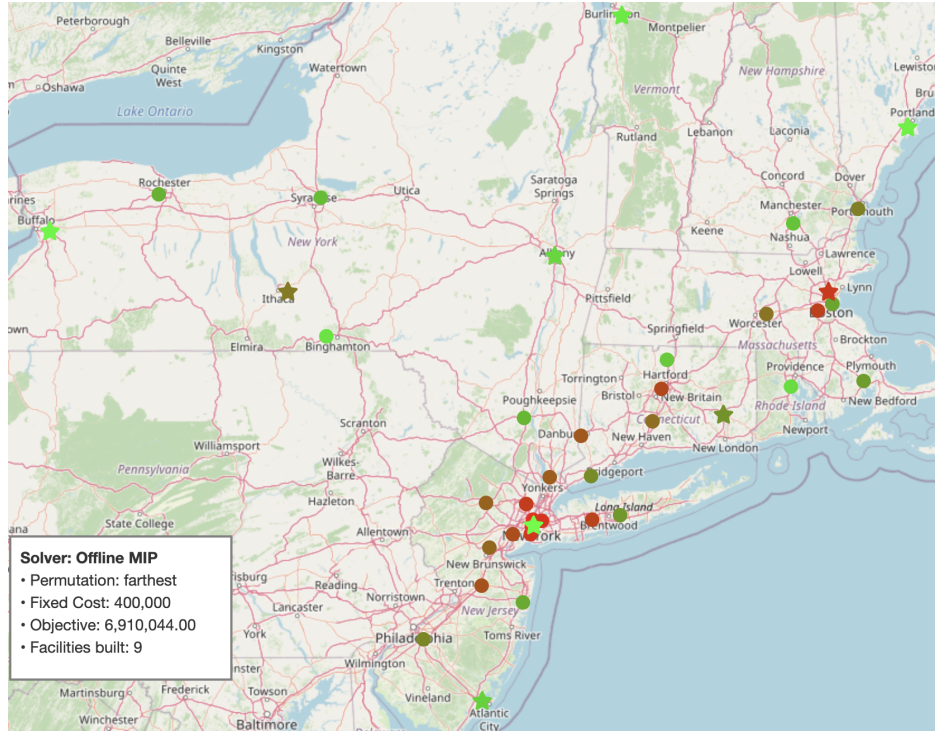 Peterborough
Burlington
Montpelier
Belleville
Kingston
Quinte
West
Watertown
New Hampshire
Lewiston
Oshawa
Vermont
Portland
Lake Ontario
Rutland
Lebanon
Laconia
Rochester
Saratoga
Springs
Concord
Dover
Syracuse
Utica
Manchester
Portsmouth
Buffalo
Keene
Nashua
New York
Albany
Lawrence
Lowell
Ithaca
Pittsfield
Lynn
Worcester
Boston
Springfield
Elmira
Binghamton
Massachusetts
Brockton
Torrington
Hartford
Providence
Plymouth
Poughkeepsie
Bristol
New Britain
Rhode Island
New Bedford
Scranton
Connecticut
Danbury
New Haven
Newport
Williamsport
New London
Wilkes-
Barre
Bridgeport
Pennsylvania
Yonkers
Hazleton
Long Island
State College
Brentwood
Allentown
New York
New Brunswick
Solver: Offline MIP
• Permutation: farthest
• Fixed Cost: 400,000
• Objective: 6,910,044.00
• Facilities built: 9
risburg
Reading
Trenton
Norristown
Lancaster
New Jersey
York
Philadelphia
Toms River
Wilmington
Martinsburg
Frederick
Towson
Vineland
Atlantic
City
Winchester
Baltimore